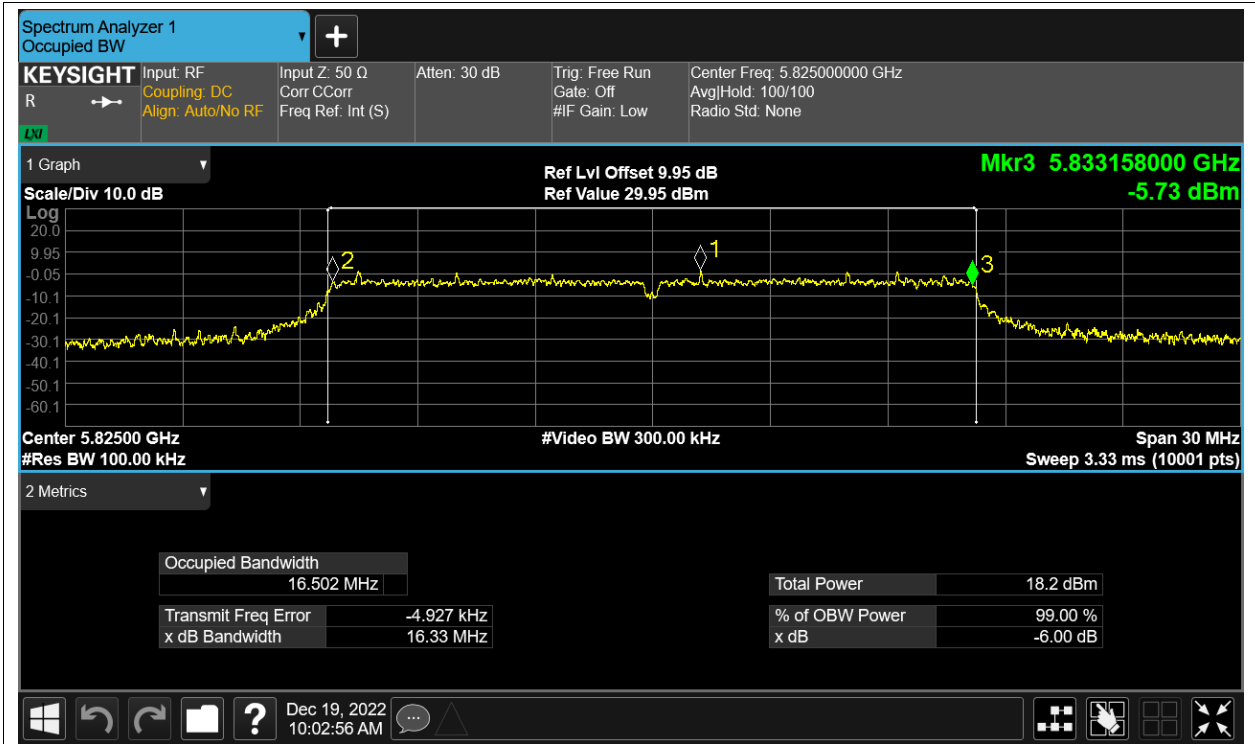 Spectrum Analyzer 1
Occupied BW
KEYSIGHT
R
LXI
Input: RF
Coupling: DC
Align: Auto/No RF
Input Z: 50 Ω
Corr CCorr
Freq Ref: Int (S)
Atten: 30 dB
Trig: Free Run
Gate: Off
#IF Gain: Low
Center Freq: 5.825000000 GHz
Avg|Hold: 100/100
Radio Std: None
1 Graph
Scale/Div 10.0 dB
Ref Lvl Offset 9.95 dB
Ref Value 29.95 dBm
Mkr3 5.833158000 GHz
-5.73 dBm
Log
20.0
9.95
-0.05
-10.1
-20.1
-30.1
-40.1
-50.1
-60.1
2
1
3
Center 5.82500 GHz
#Video BW 300.00 kHz
Span 30 MHz
#Res BW 100.00 kHz
Sweep 3.33 ms (10001 pts)
2 Metrics
Occupied Bandwidth
16.502 MHz
Total Power 18.2 dBm
Transmit Freq Error -4.927 kHz
% of OBW Power 99.00 %
x dB Bandwidth 16.33 MHz
x dB -6.00 dB
?
Dec 19, 2022
10:02:56 AM